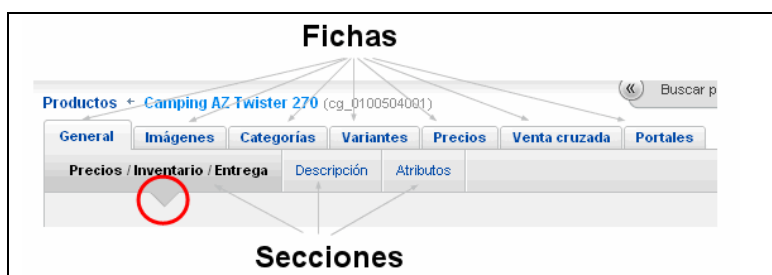 Fichas
« Buscar p
Productos Camping AZ Twister 270 (cg_0100504001)
General Imágenes Categorías Variantes Precios Venta cruzada Portales
Precios / Inventario / Entrega Descripción Atributos
Secciones